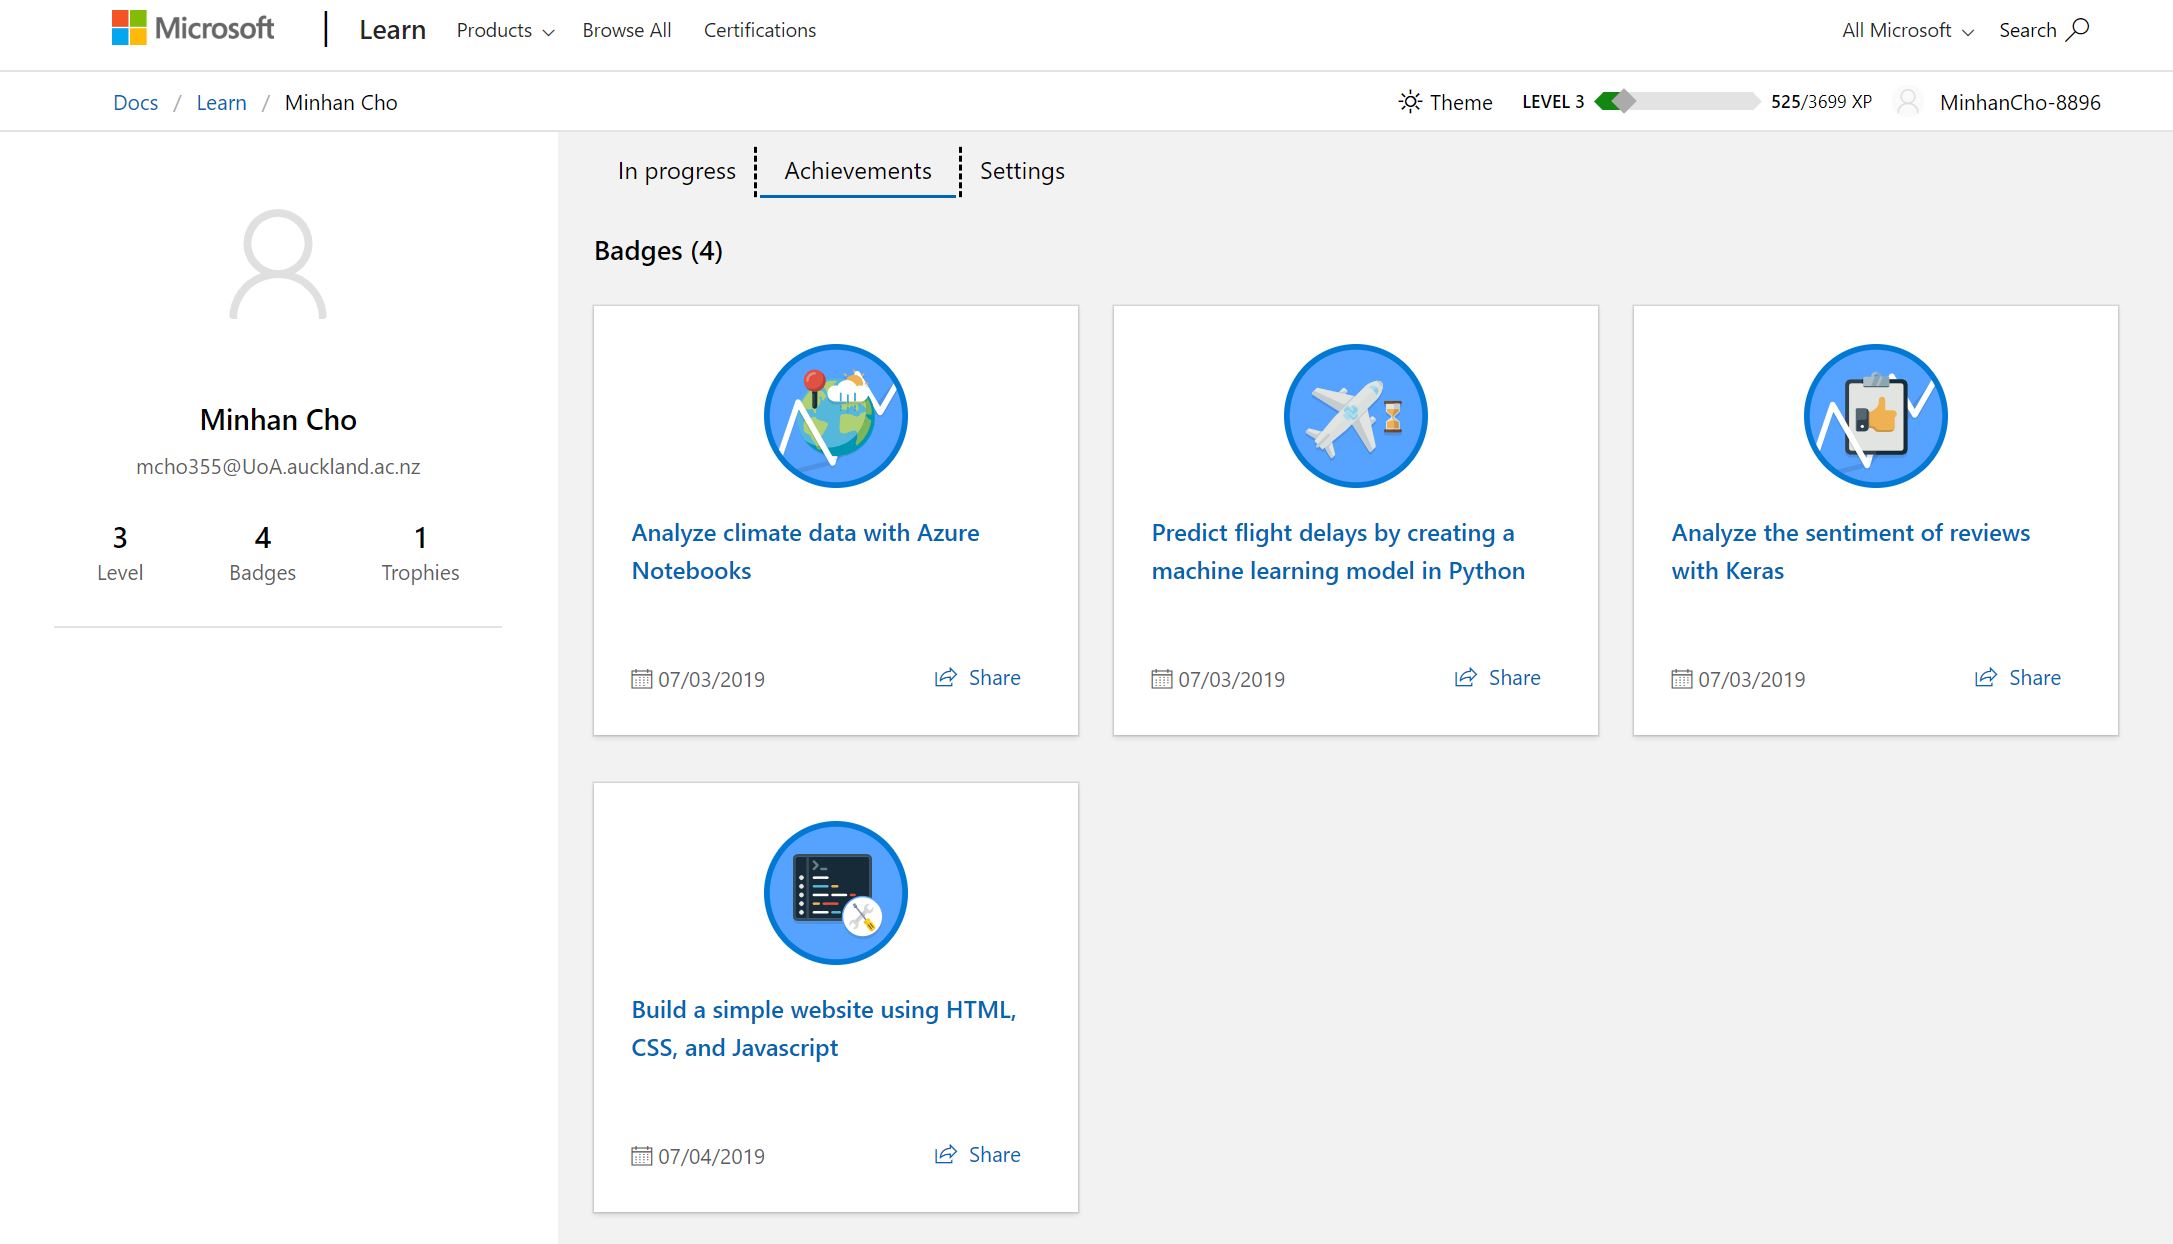 Microsoft | Learn Products Browse All Certifications All Microsoft Search
Docs / Learn / Minhan Cho Theme LEVEL 3 525/3699 XP MinhanCho-8896
Minhan Cho
mcho355@UoA.auckland.ac.nz
3 4 1
Level Badges Trophies
In progress Achievements Settings
Badges (4)
Analyze climate data with Azure
Notebooks
07/03/2019 Share
Predict flight delays by creating a
machine learning model in Python
07/03/2019 Share
Analyze the sentiment of reviews
with Keras
07/03/2019 Share
Build a simple website using HTML,
CSS, and Javascript
07/04/2019 Share